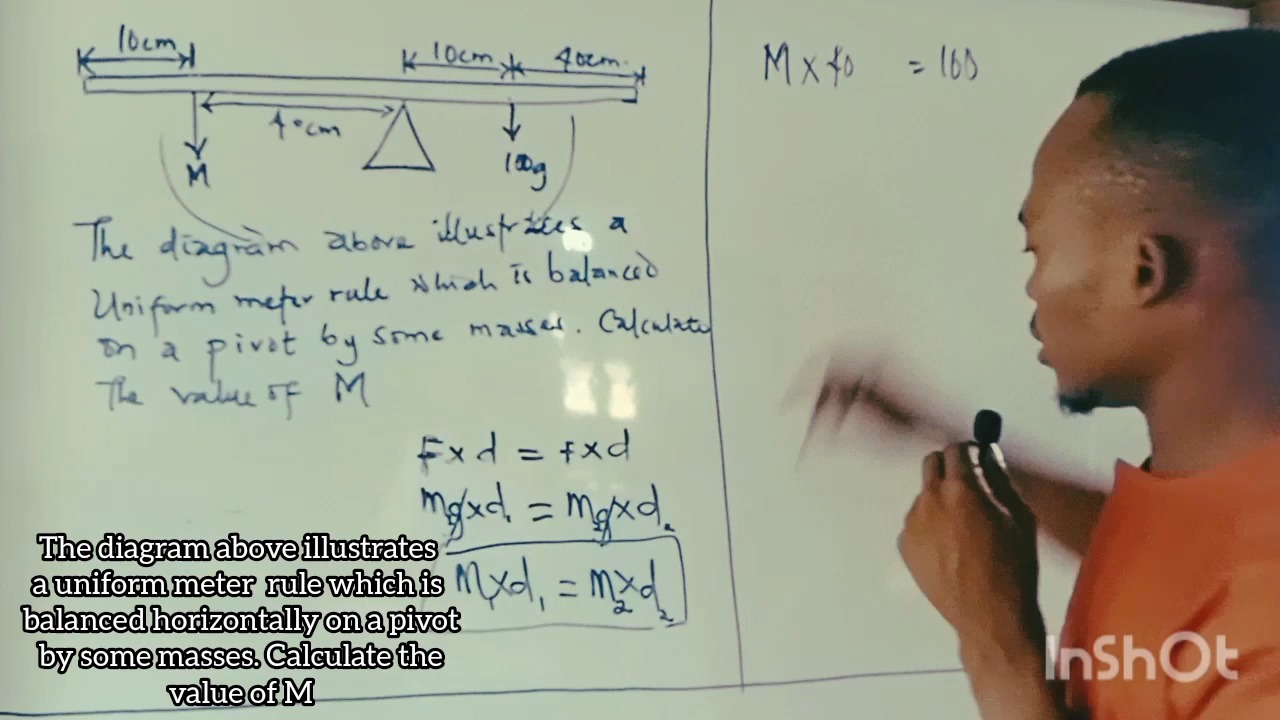 10cm
10cm
40cm.
M × 40 = 100
40cm
M
100g
The diagram above illustrates a
Uniform meter rule which is balanced
on a pivot by some masses. Calculate
The value of M
F × d = f × d
mg × d₁ = mg × d₂
M₁ × d₁ = M₂ × d₂
The diagram above illustrates
a uniform meter rule which is
balanced horizontally on a pivot
by some masses. Calculate the
value of M
InShOt